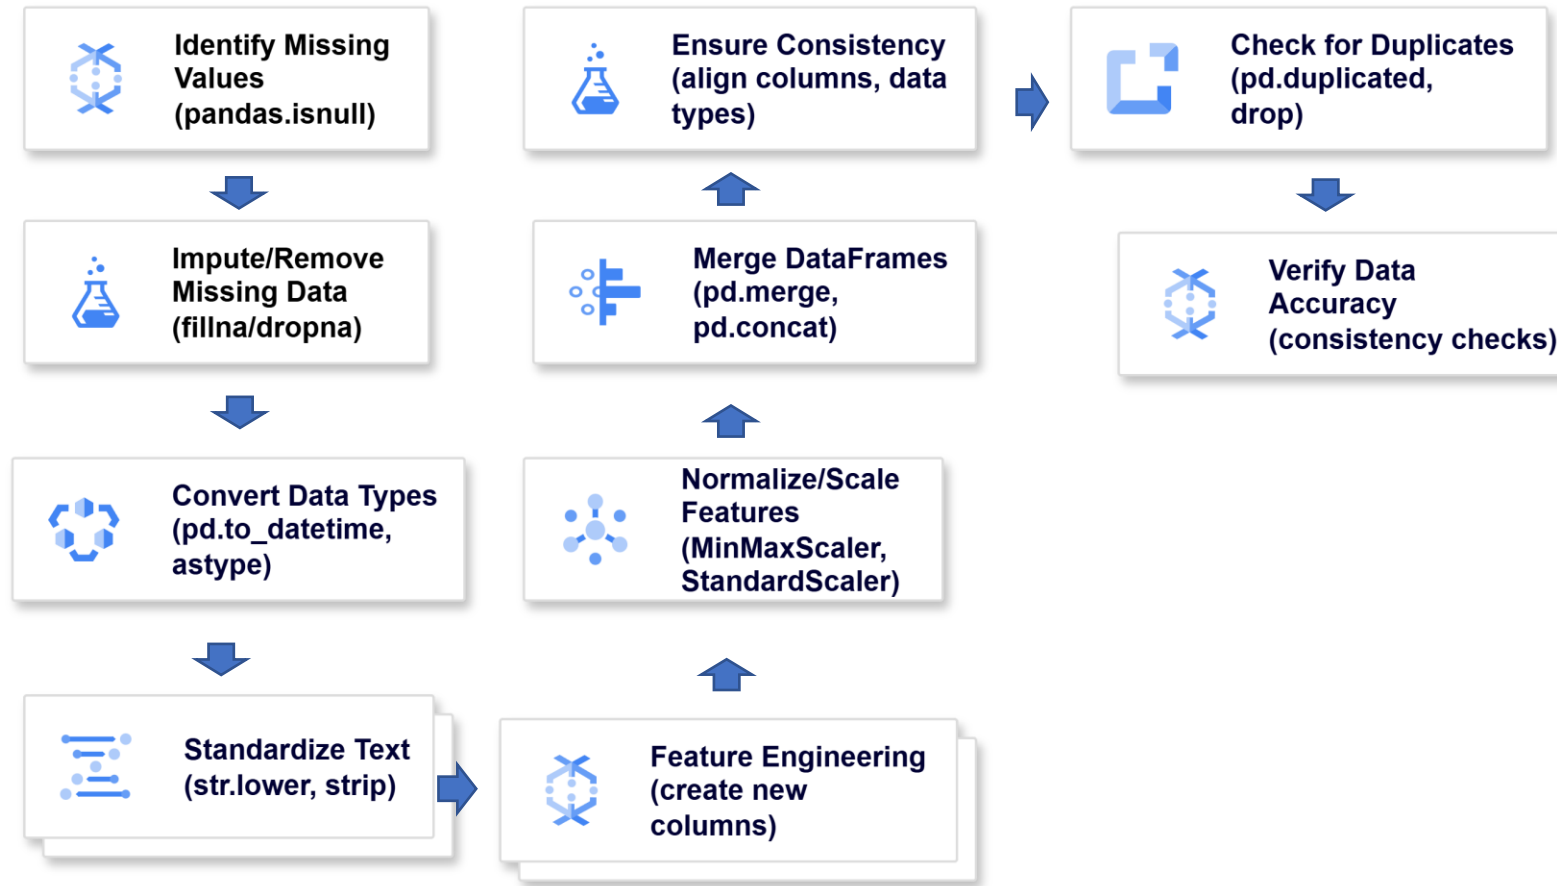 Identify Missing
Values
(pandas.isnull)
Impute/Remove
Missing Data
(fillna/dropna)
Convert Data Types
(pd.to_datetime,
astype)
Standardize Text
(str.lower, strip)
Feature Engineering
(create new
columns)
Normalize/Scale
Features
(MinMaxScaler,
StandardScaler)
Merge DataFrames
(pd.merge,
pd.concat)
Ensure Consistency
(align columns, data
types)
Check for Duplicates
(pd.duplicated,
drop)
Verify Data
Accuracy
(consistency checks)